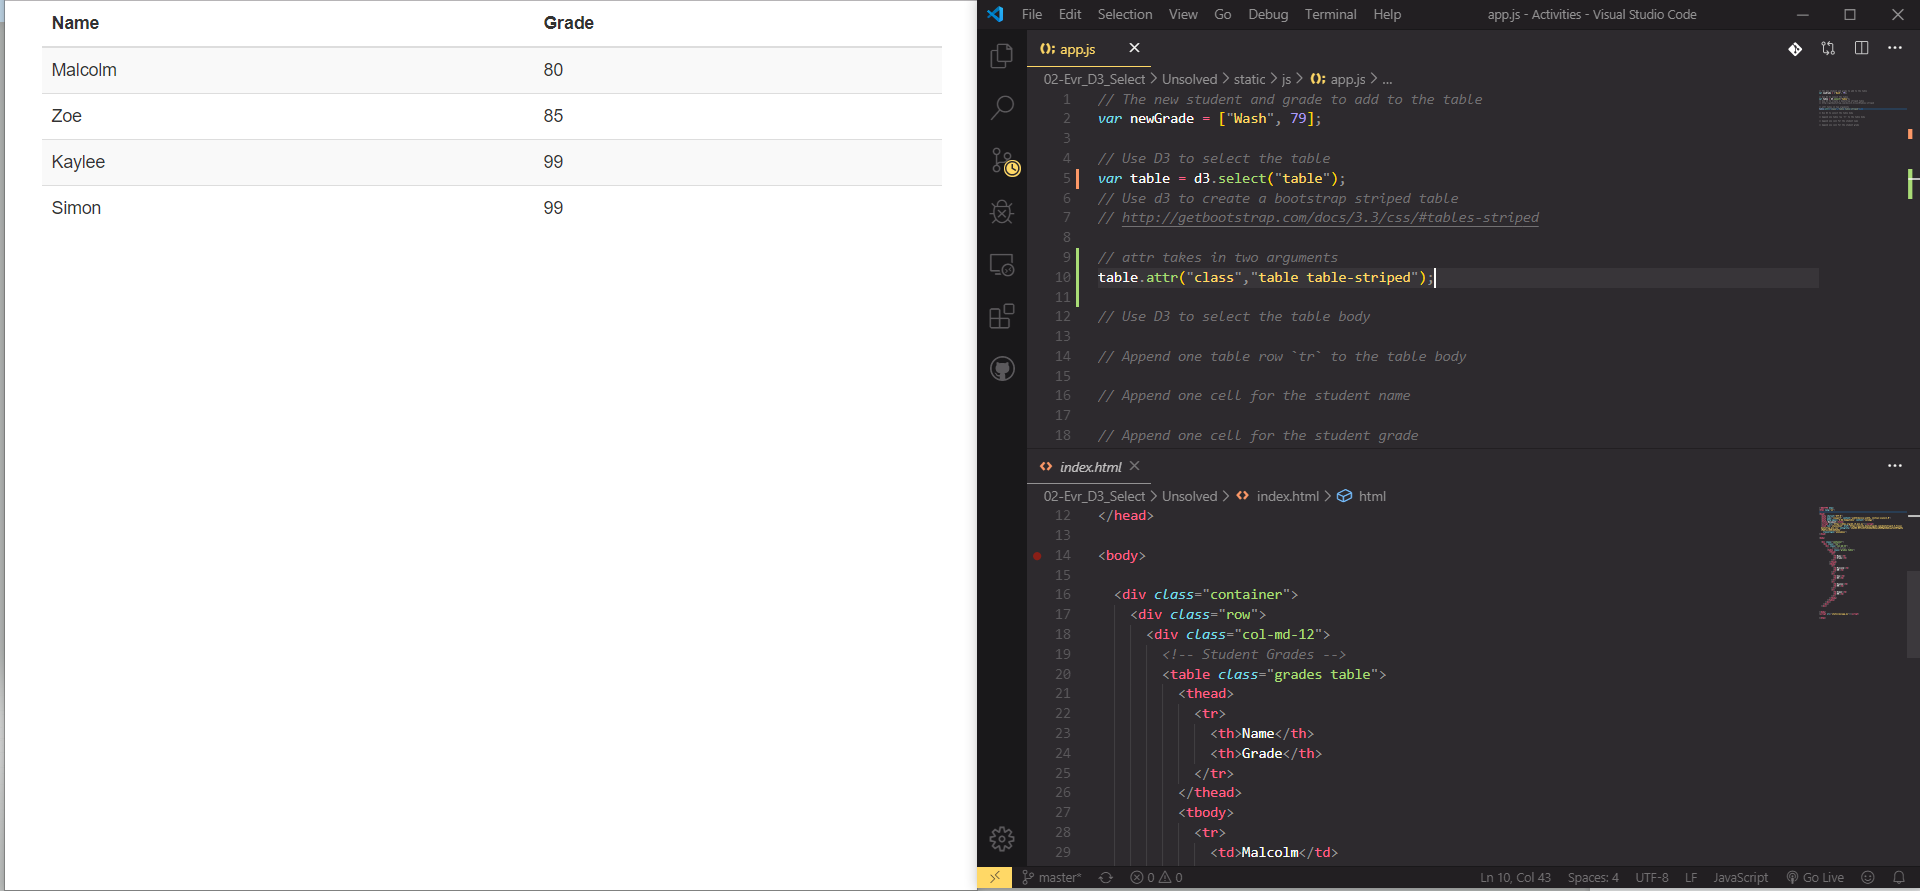 Name Grade
Malcolm 80
Zoe 85
Kaylee 99
Simon 99
File Edit Selection View Go Debug Terminal Help app.js - Activities - Visual Studio Code
app.js
02-Evr_D3_Select > Unsolved > static > js > app.js > ...
1 // The new student and grade to add to the table
2 var newGrade = ["Wash", 79];
3
4 // Use D3 to select the table
5 var table = d3.select("table");
6 // Use d3 to create a bootstrap striped table
7 // http://getbootstrap.com/docs/3.3/css/#tables-striped
8
9 // attr takes in two arguments
10 table.attr("class","table table-striped");
11
12 // Use D3 to select the table body
13
14 // Append one table row `tr` to the table body
15
16 // Append one cell for the student name
17
18 // Append one cell for the student grade
index.html
02-Evr_D3_Select > Unsolved > index.html > html
12 </head>
13
14 <body>
15
16 <div class="container">
17 <div class="row">
18 <div class="col-md-12">
19 <!-- Student Grades -->
20 <table class="grades table">
21 <thead>
22 <tr>
23 <th>Name</th>
24 <th>Grade</th>
25 </tr>
26 </thead>
27 <tbody>
28 <tr>
29 <td>Malcolm</td>
master* 0 0 Ln 10, Col 43 Spaces: 4 UTF-8 LF JavaScript Go Live